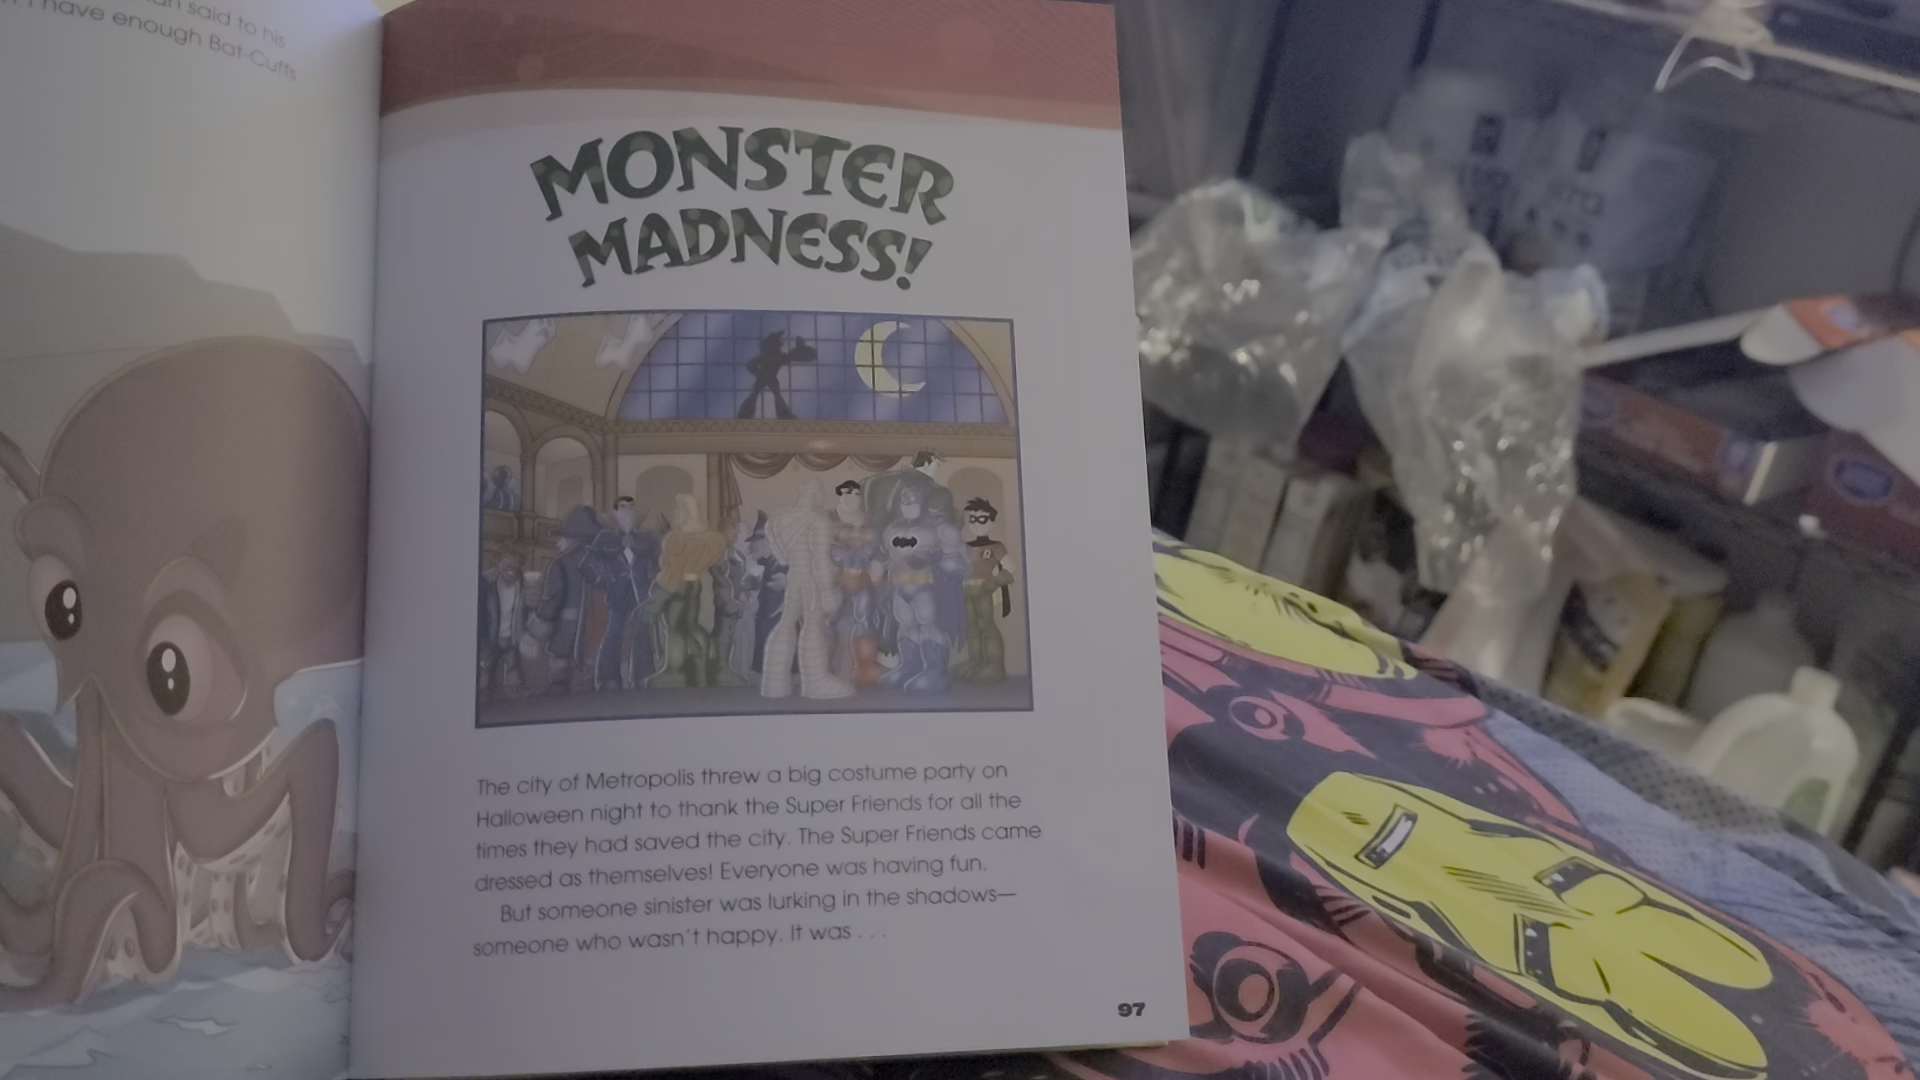 said to his
have enough Bat-Cuffs
MONSTER
MADNESS!
The city of Metropolis threw a big costume party on
Halloween night to thank the Super Friends for all the
times they had saved the city. The Super Friends came
dressed as themselves! Everyone was having fun.
But someone sinister was lurking in the shadows—
someone who wasn't happy. It was . . .
97